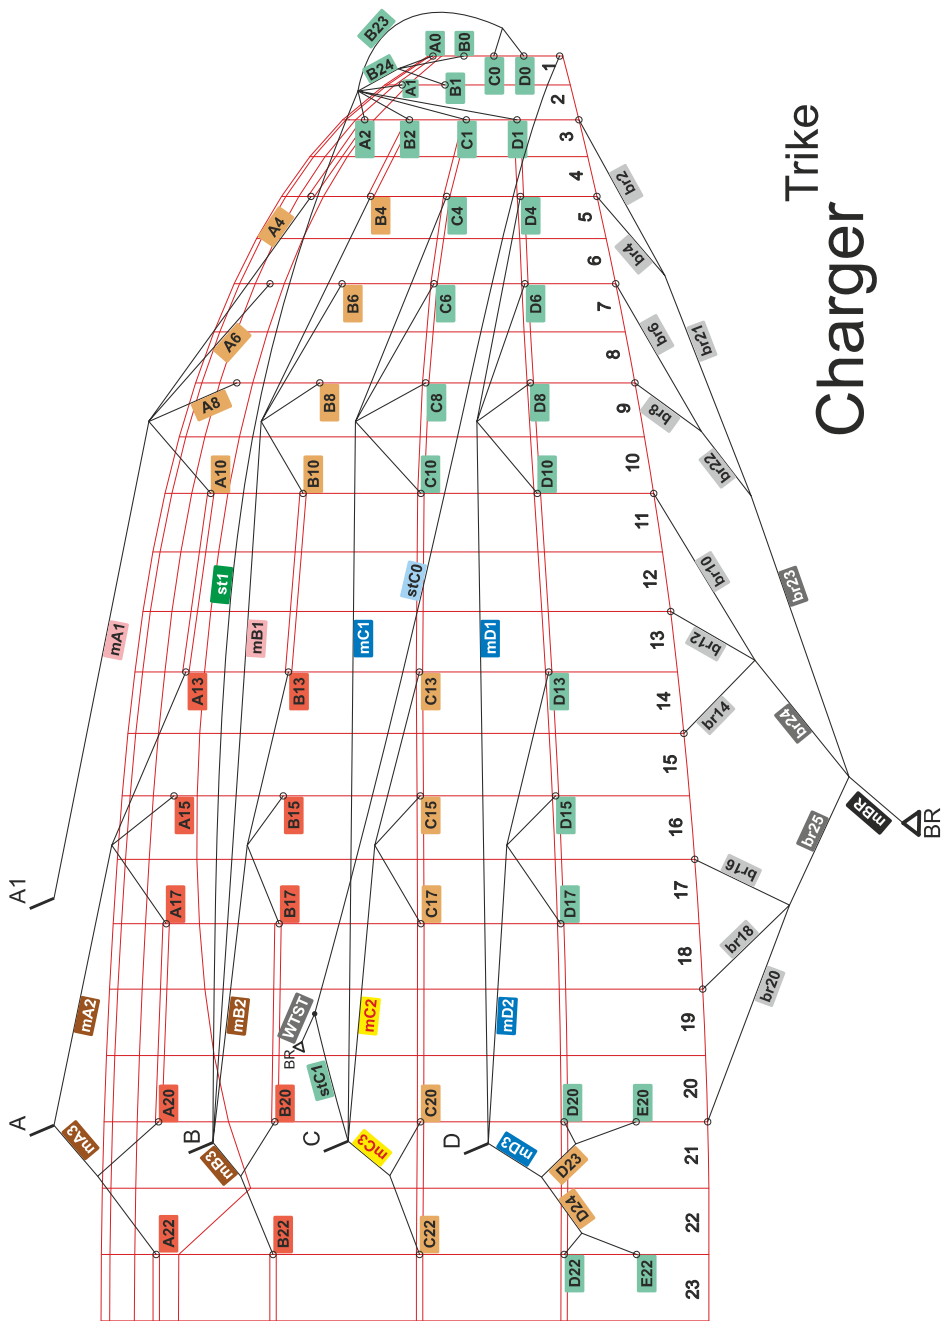 Charger Trike
B23
A0
B0
B24
A1
B1
C0
D0
1
2
A2
B2
C1
D1
3
4
br2
A4
B4
C4
D4
5
br4
6
A6
B6
C6
D6
7
br6
br21
8
A8
B8
C8
D8
9
br8
A10
B10
C10
D10
10
br22
11
st1
stC0
12
br10
br23
mA1
mB1
mC1
mD1
13
br12
A13
B13
C13
D13
14
br14
br24
15
A15
B15
C15
D15
16
br25
mBR
BR
A1
A17
B17
C17
D17
17
br16
18
br18
mA2
mB2
WTST
mC2
mD2
19
br20
BR
stC1
A20
B20
C20
D20
E20
20
A
B
C
D
mA3
mB3
mC3
mD3
D23
21
D24
22
A22
B22
C22
D22
E22
23